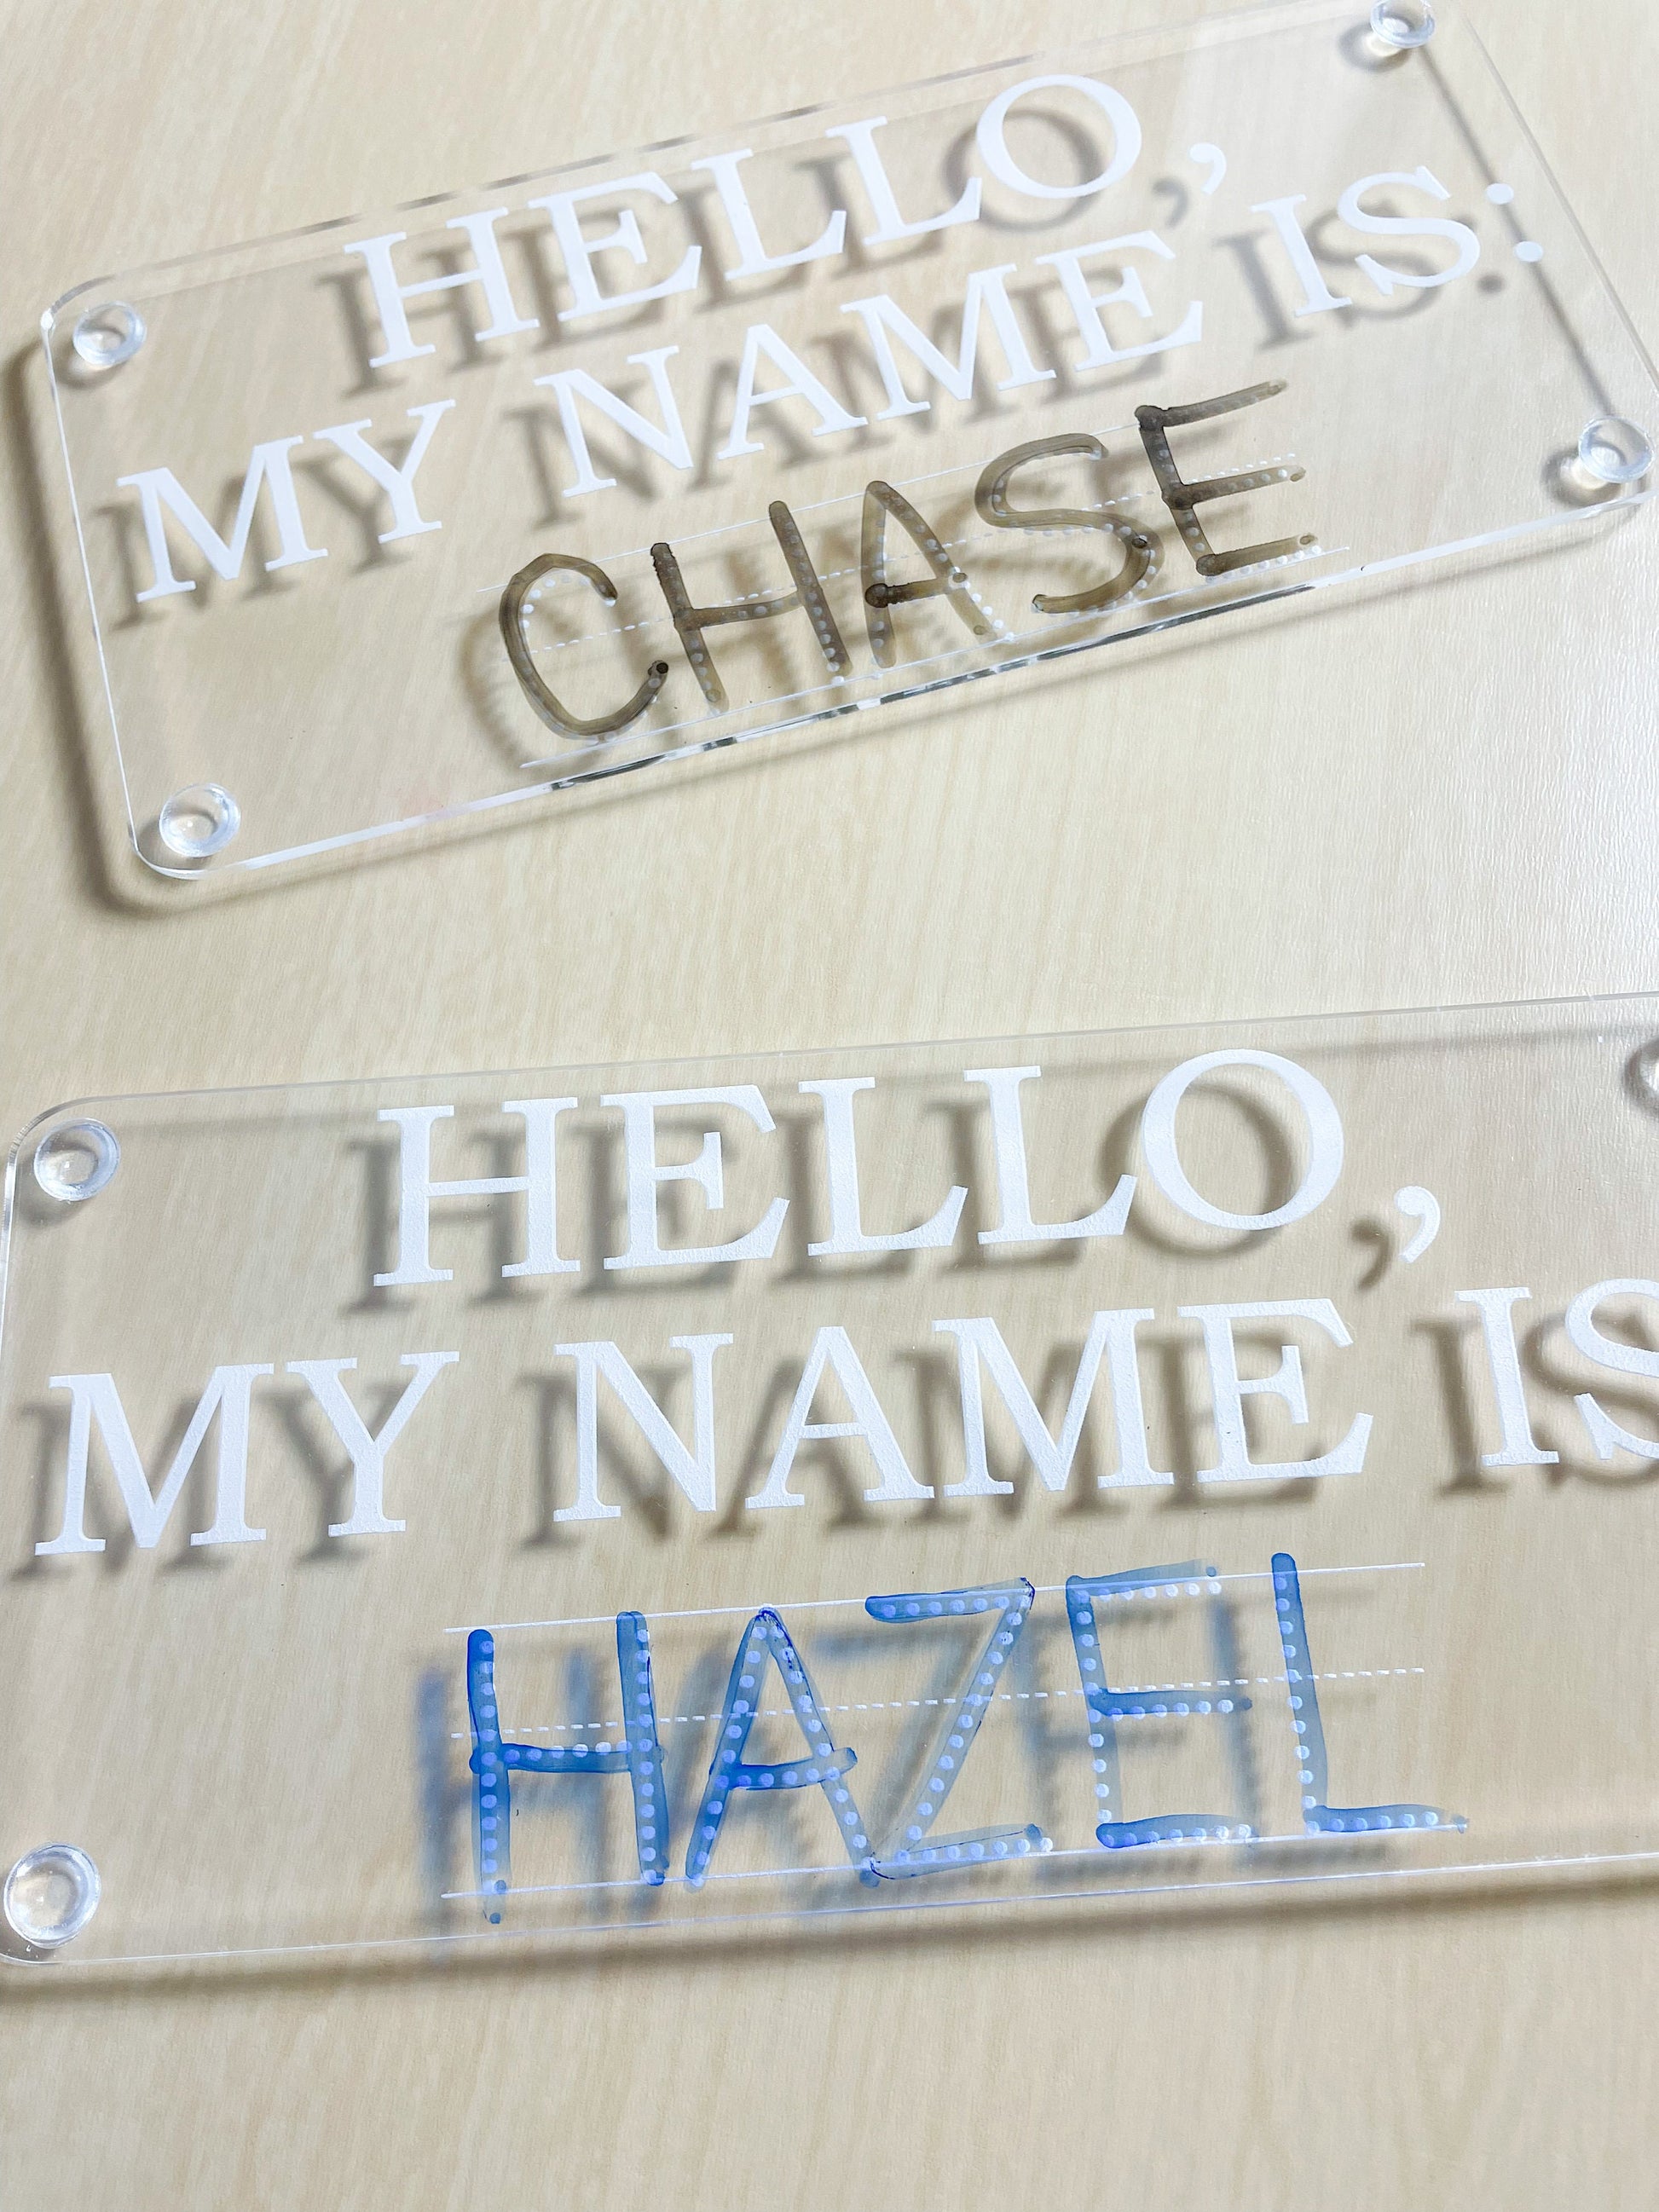 HELLO,
MY NAME IS:
CHASE
HELLO,
MY NAME IS
HAZEL